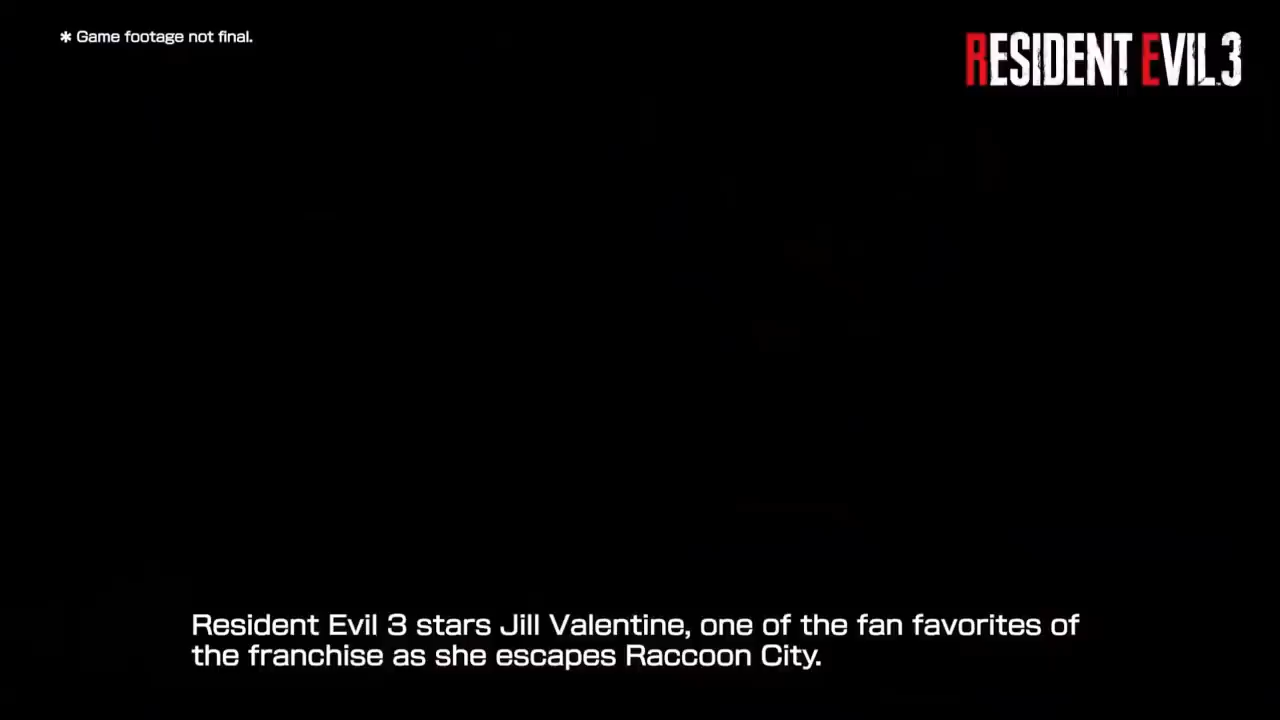 * Game footage not final.
RESIDENT EVIL 3
Resident Evil 3 stars Jill Valentine, one of the fan favorites of
the franchise as she escapes Raccoon City.